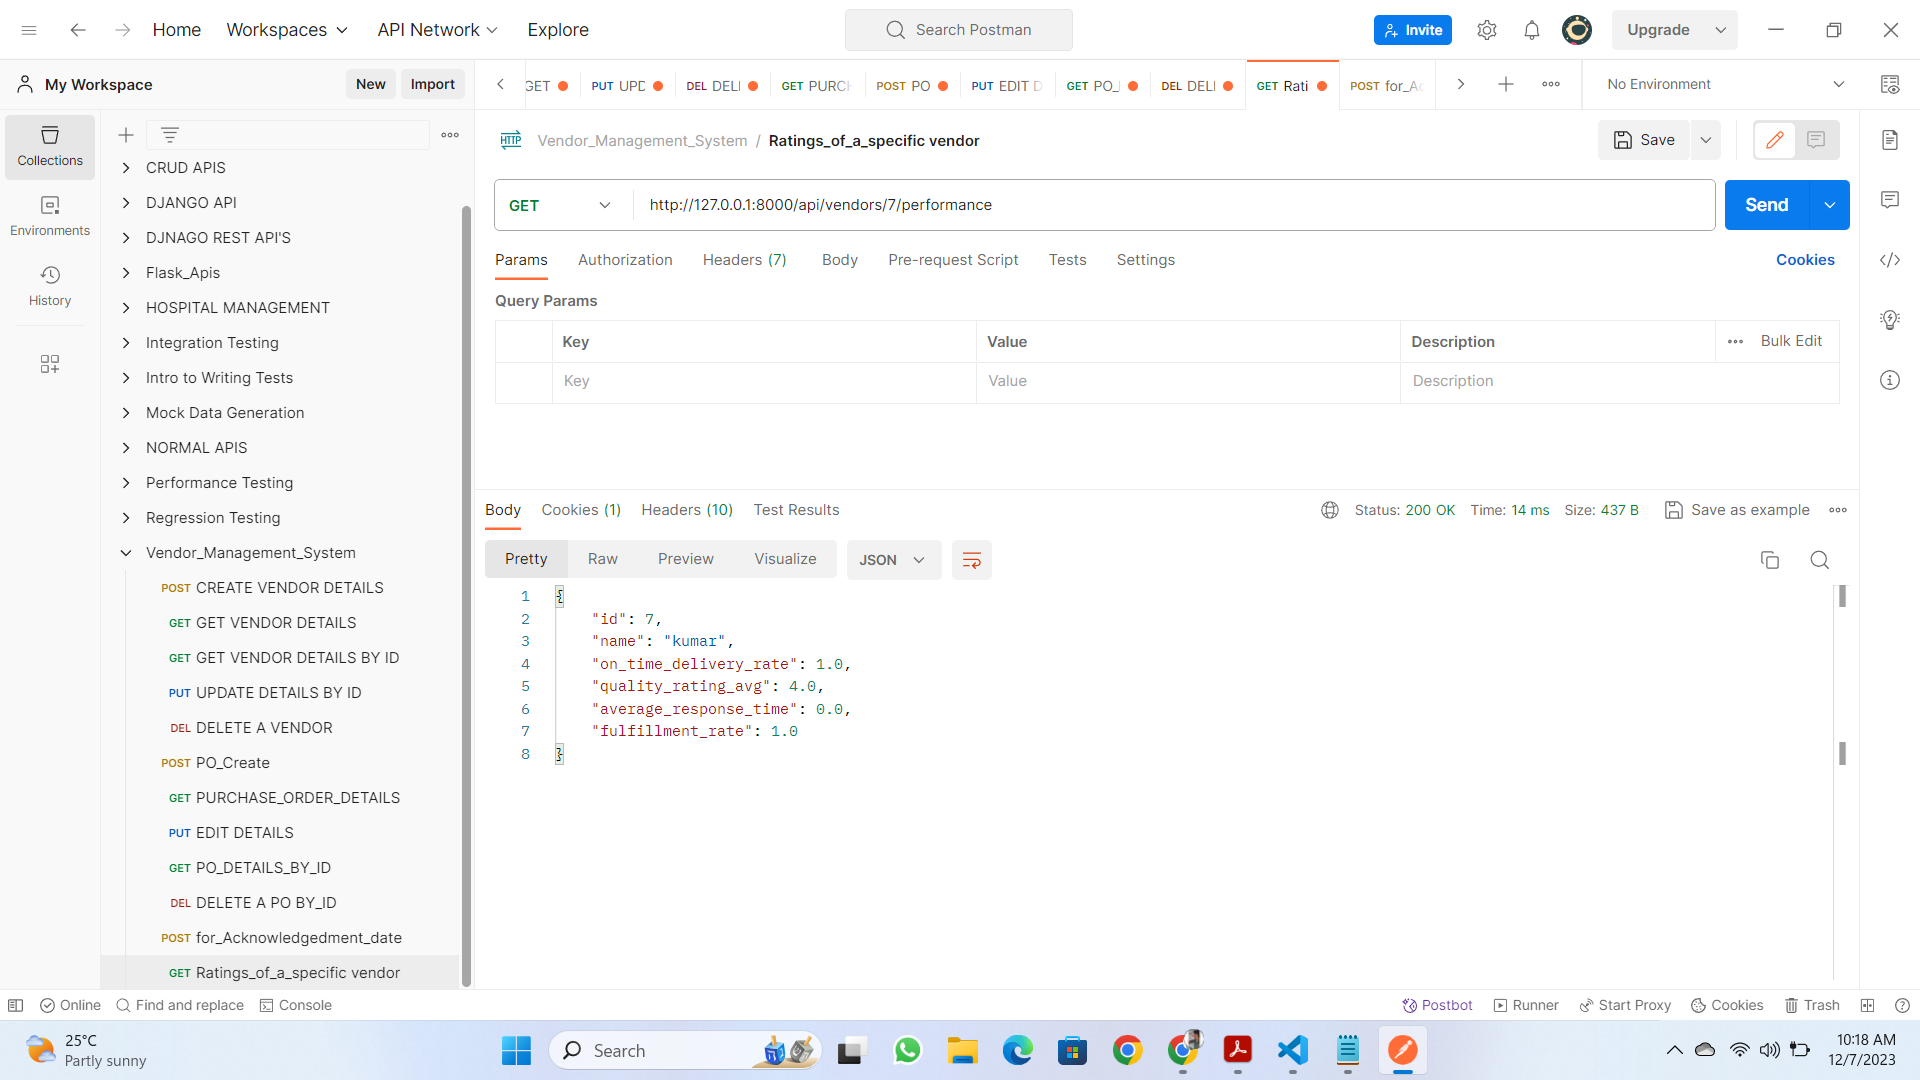 Home Workspaces API Network Explore
Search Postman
Invite
Upgrade
My Workspace
New Import
GET
PUT UPD
DEL DELI
GET PURCH
POST PO
PUT EDIT D
GET PO_
DEL DELI
GET Rati
POST for_Ac
No Environment
Collections
Environments
History
CRUD APIS
DJANGO API
DJNAGO REST API'S
Flask_Apis
HOSPITAL MANAGEMENT
Integration Testing
Intro to Writing Tests
Mock Data Generation
NORMAL APIS
Performance Testing
Regression Testing
Vendor_Management_System
POST CREATE VENDOR DETAILS
GET GET VENDOR DETAILS
GET GET VENDOR DETAILS BY ID
PUT UPDATE DETAILS BY ID
DEL DELETE A VENDOR
POST PO_Create
GET PURCHASE_ORDER_DETAILS
PUT EDIT DETAILS
GET PO_DETAILS_BY_ID
DEL DELETE A PO BY_ID
POST for_Acknowledgedment_date
GET Ratings_of_a_specific vendor
HTTP Vendor_Management_System / Ratings_of_a_specific vendor
Save
GET http://127.0.0.1:8000/api/vendors/7/performance
Send
Params Authorization Headers (7) Body Pre-request Script Tests Settings Cookies
Query Params
Key Value Description Bulk Edit
Key Value Description
Body Cookies (1) Headers (10) Test Results
Status: 200 OK Time: 14 ms Size: 437 B Save as example
Pretty Raw Preview Visualize JSON
1 {
2 "id": 7,
3 "name": "kumar",
4 "on_time_delivery_rate": 1.0,
5 "quality_rating_avg": 4.0,
6 "average_response_time": 0.0,
7 "fulfillment_rate": 1.0
8 }
Online Find and replace Console
Postbot Runner Start Proxy Cookies Trash
25°C
Partly sunny
Search
10:18 AM
12/7/2023